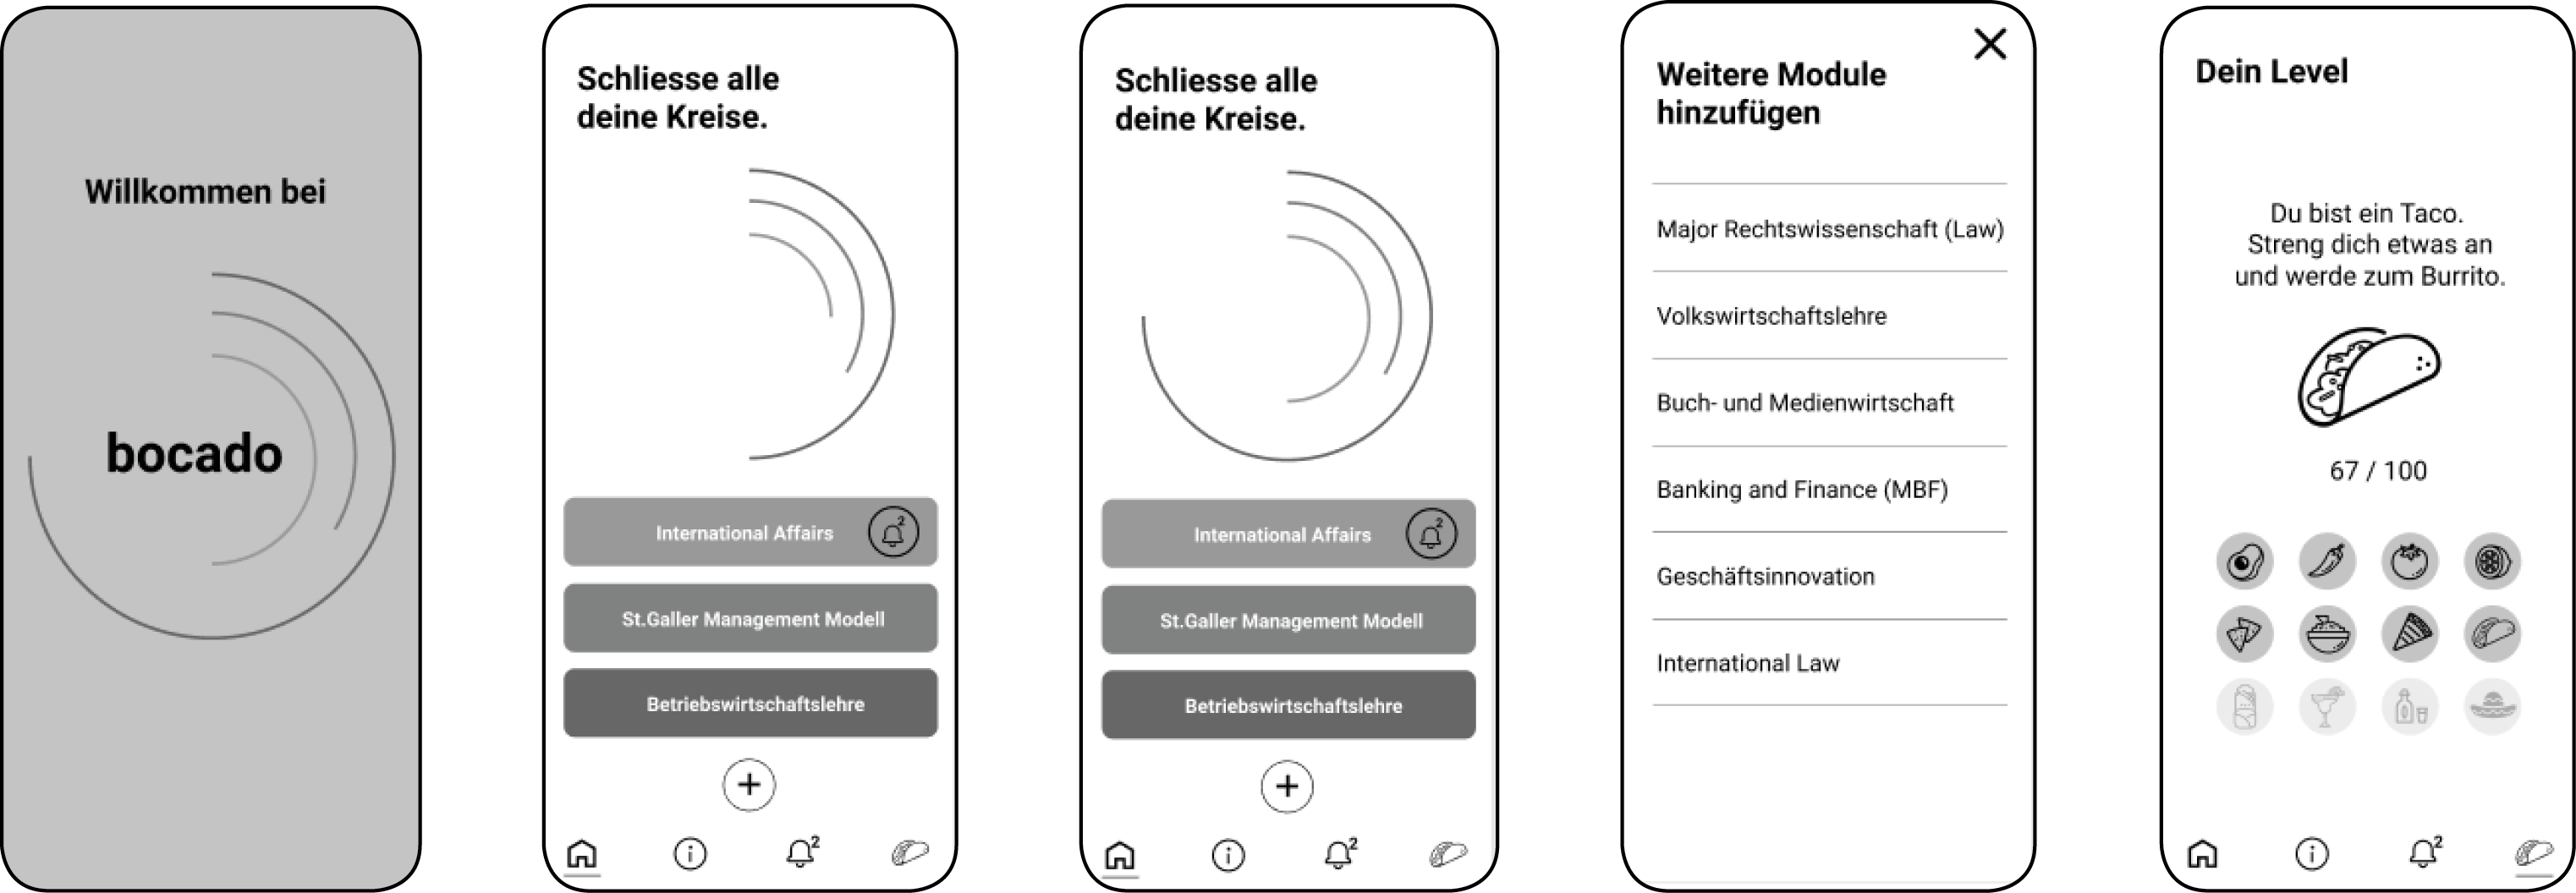 Willkommen bei
bocado
Schliesse alle
deine Kreise.
International Affairs
2
St.Galler Management Modell
Betriebswirtschaftslehre
2
Schliesse alle
deine Kreise.
International Affairs
2
St.Galler Management Modell
Betriebswirtschaftslehre
2
Weitere Module
hinzufügen
Major Rechtswissenschaft (Law)
Volkswirtschaftslehre
Buch- und Medienwirtschaft
Banking and Finance (MBF)
Geschäftsinnovation
International Law
Dein Level
Du bist ein Taco.
Streng dich etwas an
und werde zum Burrito.
67 / 100
2